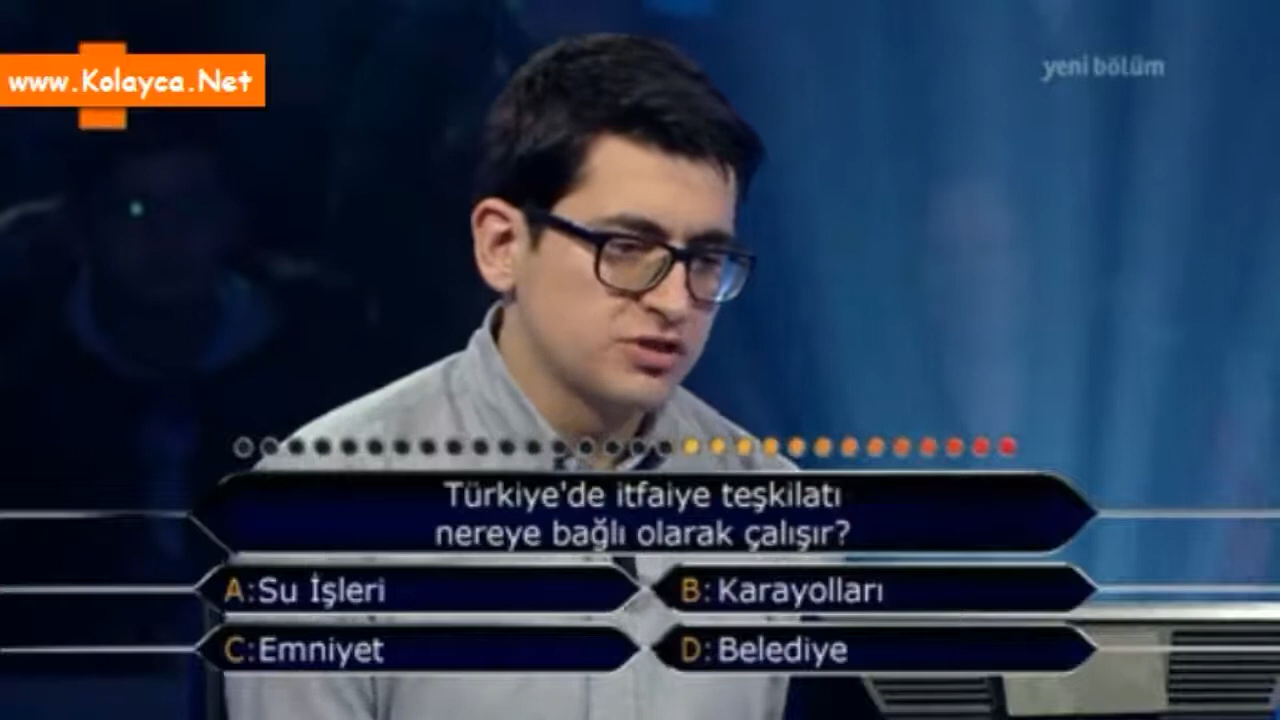 www.Kolayca.Net
yeni bölüm
Türkiye'de itfaiye teşkilatı
nereye bağlı olarak çalışır?
A: Su İşleri
B: Karayolları
C: Emniyet
D: Belediye